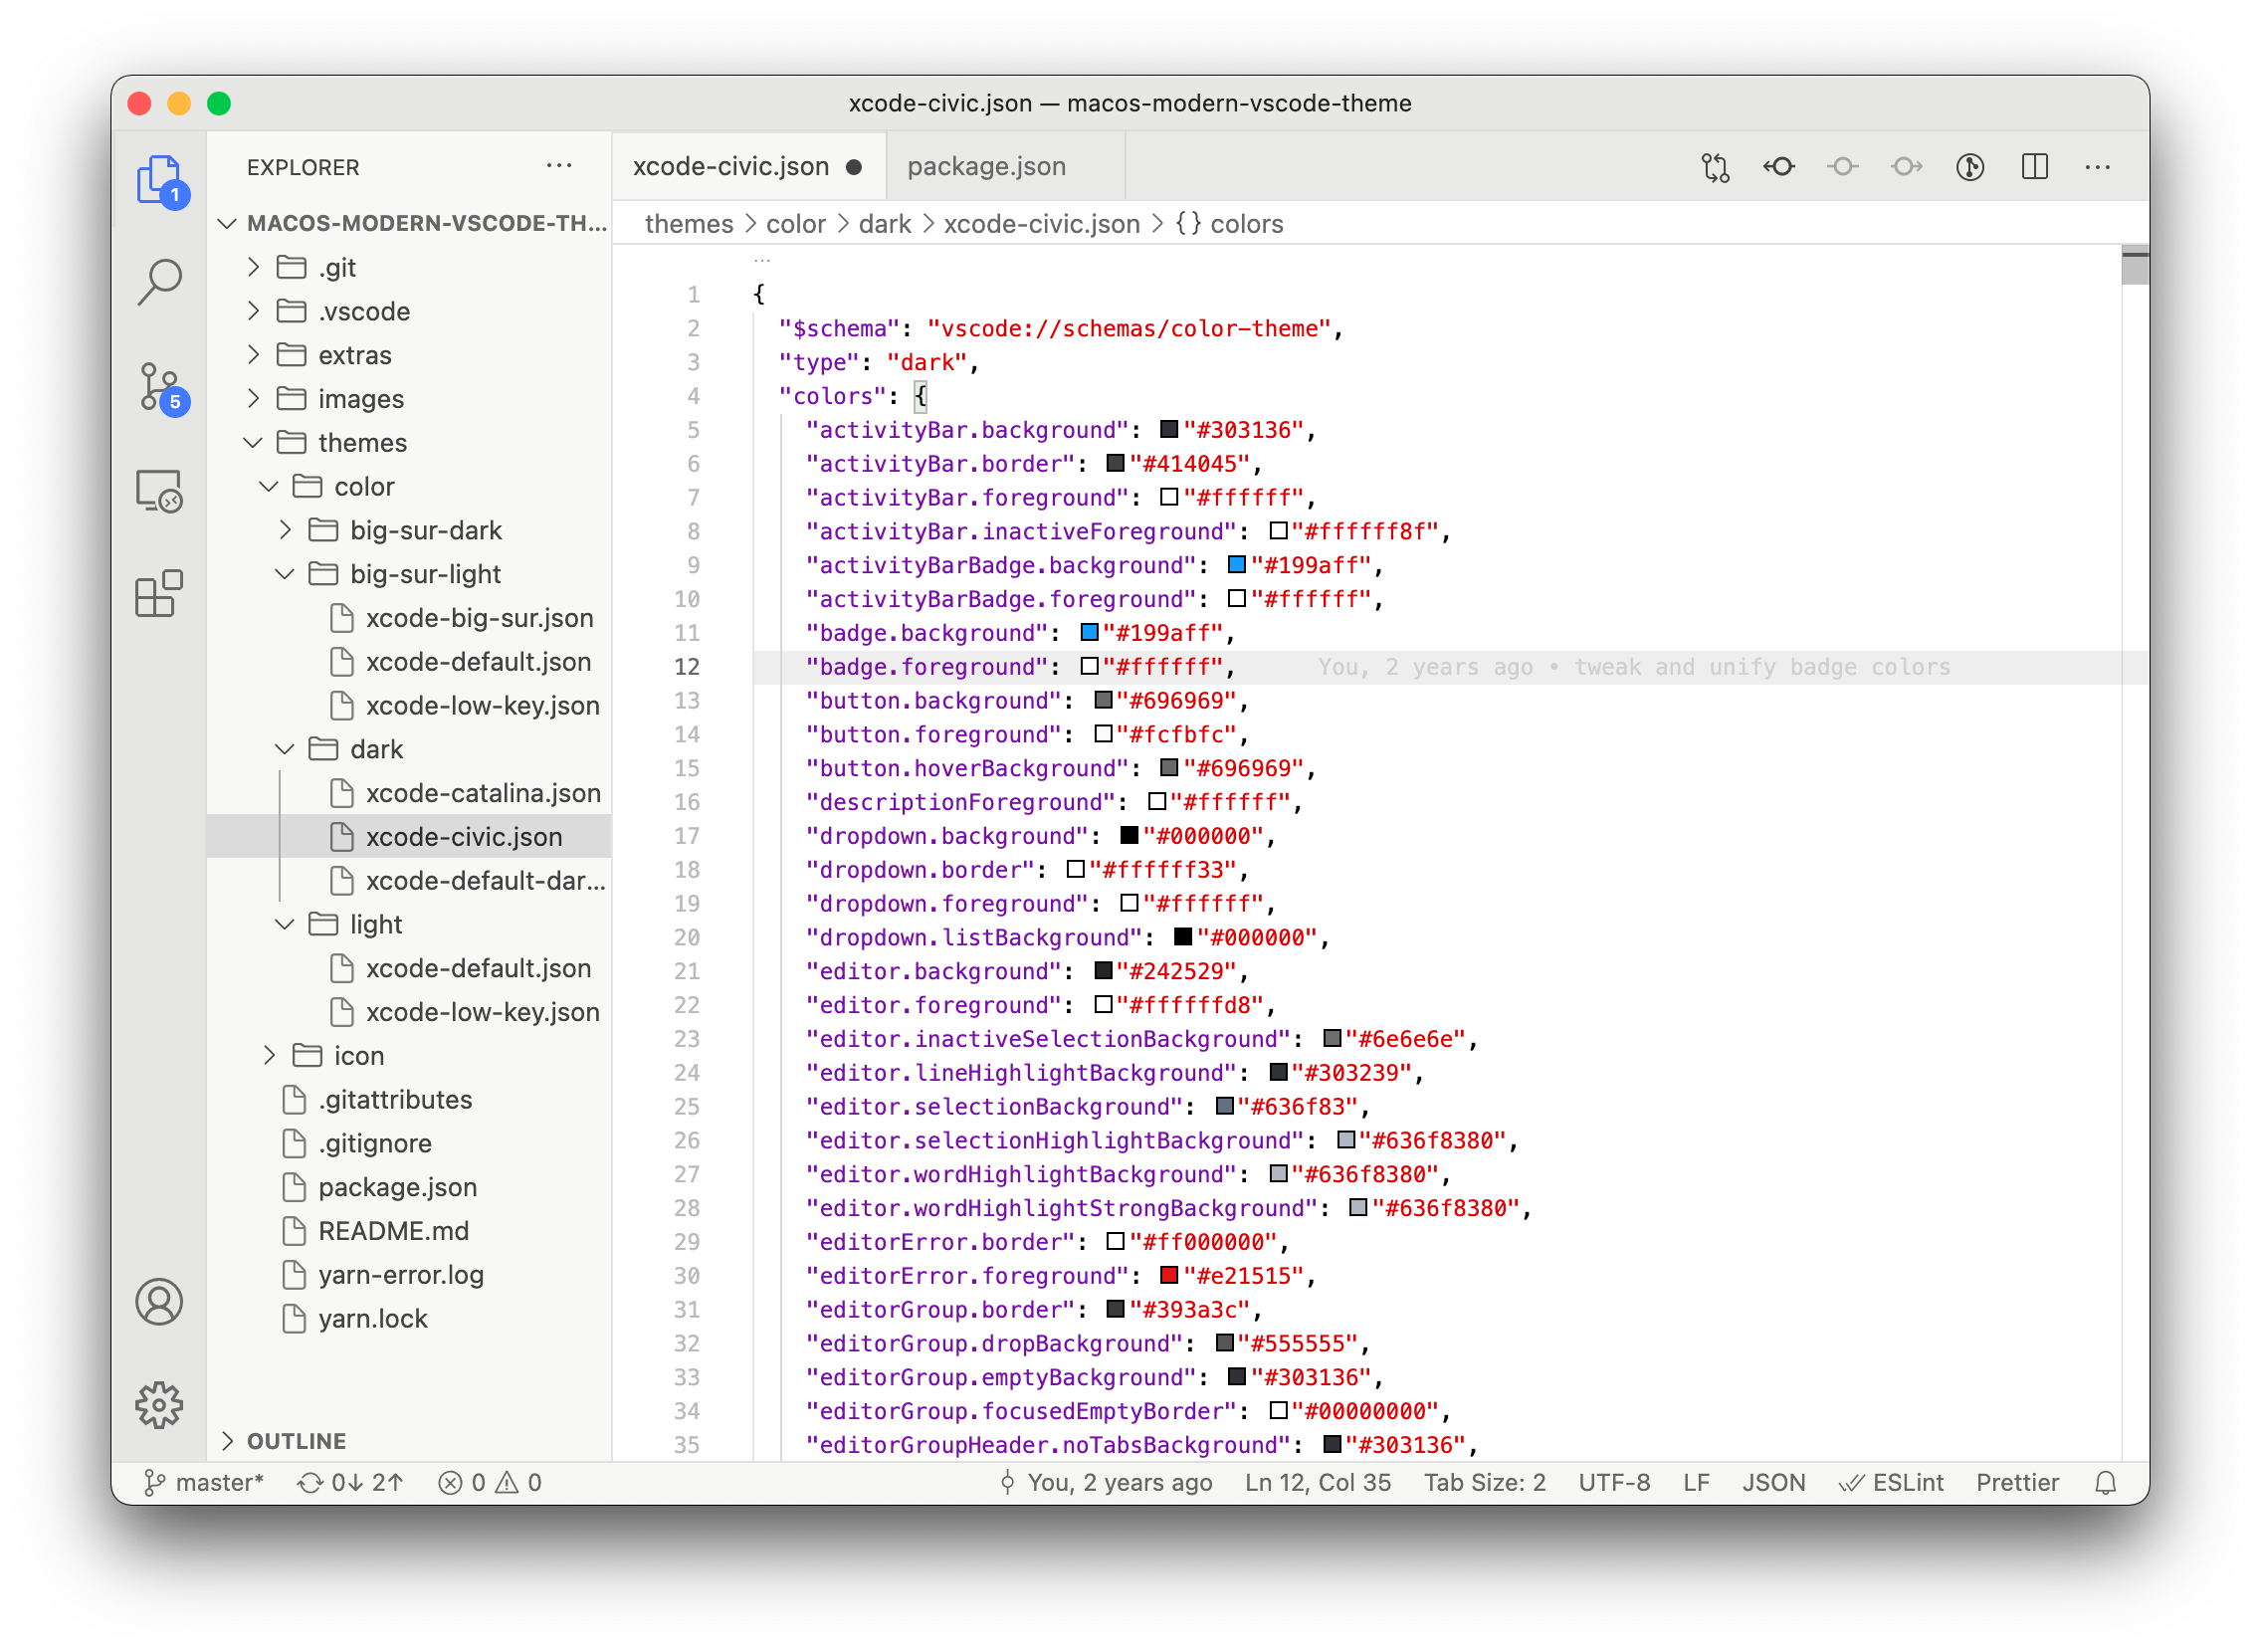 xcode-civic.json — macos-modern-vscode-theme
1
5
EXPLORER
MACOS-MODERN-VSCODE-TH...
.git
.vscode
extras
images
themes
color
big-sur-dark
big-sur-light
xcode-big-sur.json
xcode-default.json
xcode-low-key.json
dark
xcode-catalina.json
xcode-civic.json
xcode-default-dar...
light
xcode-default.json
xcode-low-key.json
icon
.gitattributes
.gitignore
package.json
README.md
yarn-error.log
yarn.lock
OUTLINE
xcode-civic.json ● package.json
themes > color > dark > xcode-civic.json > {} colors
...
1 {
2 "$schema": "vscode://schemas/color-theme",
3 "type": "dark",
4 "colors": {
5 "activityBar.background": "#303136",
6 "activityBar.border": "#414045",
7 "activityBar.foreground": "#ffffff",
8 "activityBar.inactiveForeground": "#ffffff8f",
9 "activityBarBadge.background": "#199aff",
10 "activityBarBadge.foreground": "#ffffff",
11 "badge.background": "#199aff",
12 "badge.foreground": "#ffffff", You, 2 years ago • tweak and unify badge colors
13 "button.background": "#696969",
14 "button.foreground": "#fcfbfc",
15 "button.hoverBackground": "#696969",
16 "descriptionForeground": "#ffffff",
17 "dropdown.background": "#000000",
18 "dropdown.border": "#ffffff33",
19 "dropdown.foreground": "#ffffff",
20 "dropdown.listBackground": "#000000",
21 "editor.background": "#242529",
22 "editor.foreground": "#ffffffd8",
23 "editor.inactiveSelectionBackground": "#6e6e6e",
24 "editor.lineHighlightBackground": "#303239",
25 "editor.selectionBackground": "#636f83",
26 "editor.selectionHighlightBackground": "#636f8380",
27 "editor.wordHighlightBackground": "#636f8380",
28 "editor.wordHighlightStrongBackground": "#636f8380",
29 "editorError.border": "#ff000000",
30 "editorError.foreground": "#e21515",
31 "editorGroup.border": "#393a3c",
32 "editorGroup.dropBackground": "#555555",
33 "editorGroup.emptyBackground": "#303136",
34 "editorGroup.focusedEmptyBorder": "#00000000",
35 "editorGroupHeader.noTabsBackground": "#303136",
master* 0↓ 2↑ 0 0 You, 2 years ago Ln 12, Col 35 Tab Size: 2 UTF-8 LF JSON ESLint Prettier